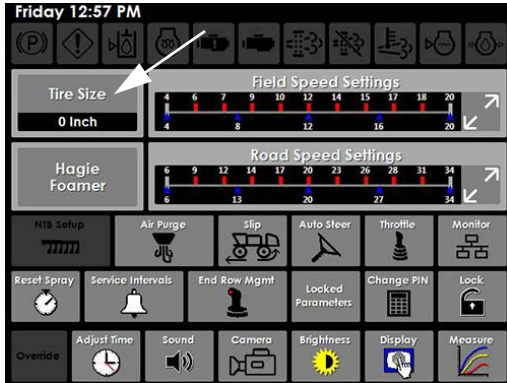 Friday 12:57 PM
(P)
Tire Size
0 Inch
Field Speed Settings
4 6 7 9 10 12 14 15 17 18 20
4 8 12 16 20
Hagie
Foamer
Road Speed Settings
6 9 12 14 17 20 23 26 28 31 34
6 13 20 27 34
NTB Setup
Air Purge
Slip
Auto Steer
Throttle
Monitor
Reset Spray
Service Intervals
End Row Mgmt
Locked
Parameters
Change PIN
Lock
Override
Adjust Time
Sound
Camera
Brightness
Display
Measure